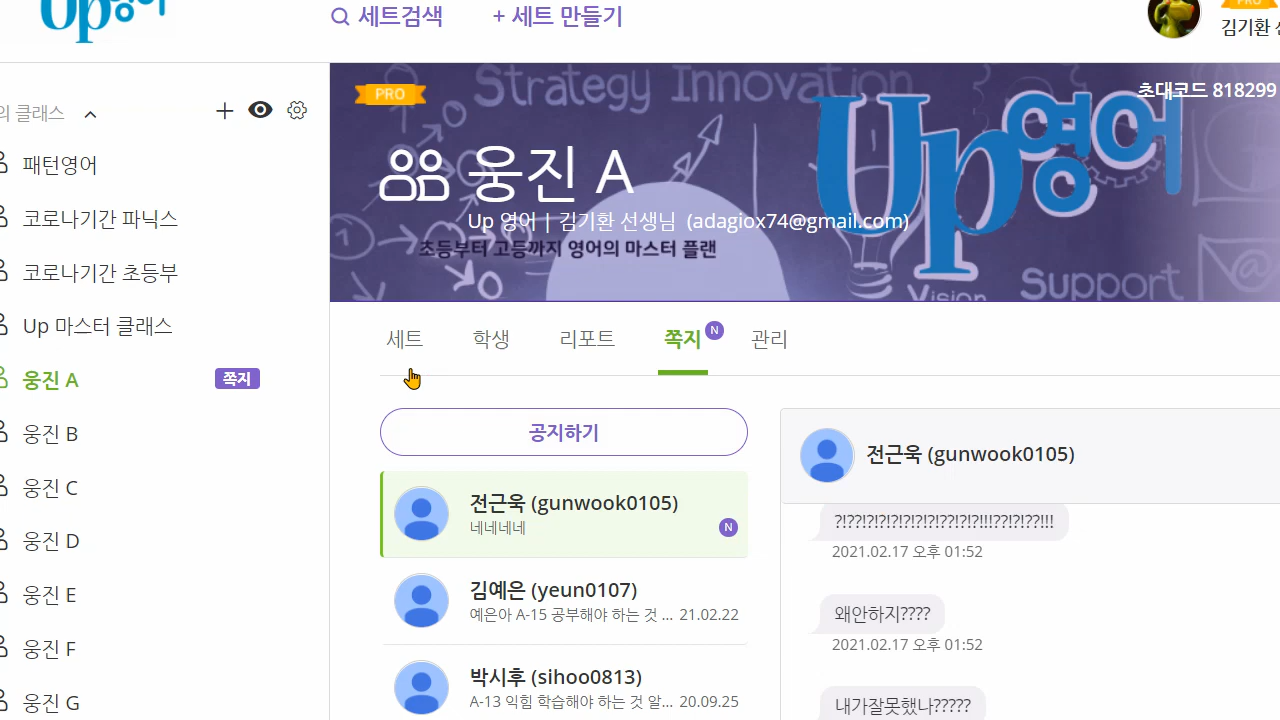 Up영어
세트검색
+ 세트 만들기
PRO
김기환 선
의 클래스
패턴영어
코로나기간 파닉스
코로나기간 초등부
Up 마스터 클래스
웅진 A
쪽지
웅진 B
웅진 C
웅진 D
웅진 E
웅진 F
웅진 G
PRO
Strategy Innovation
초대코드 818299
Up영어
웅진 A
Up 영어 | 김기환 선생님 (adagiox74@gmail.com)
초등부터 고등까지 영어의 마스터 플랜
Vision
Support
세트
학생
리포트
쪽지
N
관리
공지하기
전근욱 (gunwook0105)
네네네네
N
김예은 (yeun0107)
예은아 A-15 공부해야 하는 것 ... 21.02.22
박시후 (sihoo0813)
A-13 익힘 학습해야 하는 것 알... 20.09.25
전근욱 (gunwook0105)
?!??!?!?!?!?!?!?!??!?!?!!!??!?!??!!!
2021.02.17 오후 01:52
왜안하지????
2021.02.17 오후 01:52
내가잘못했나?????